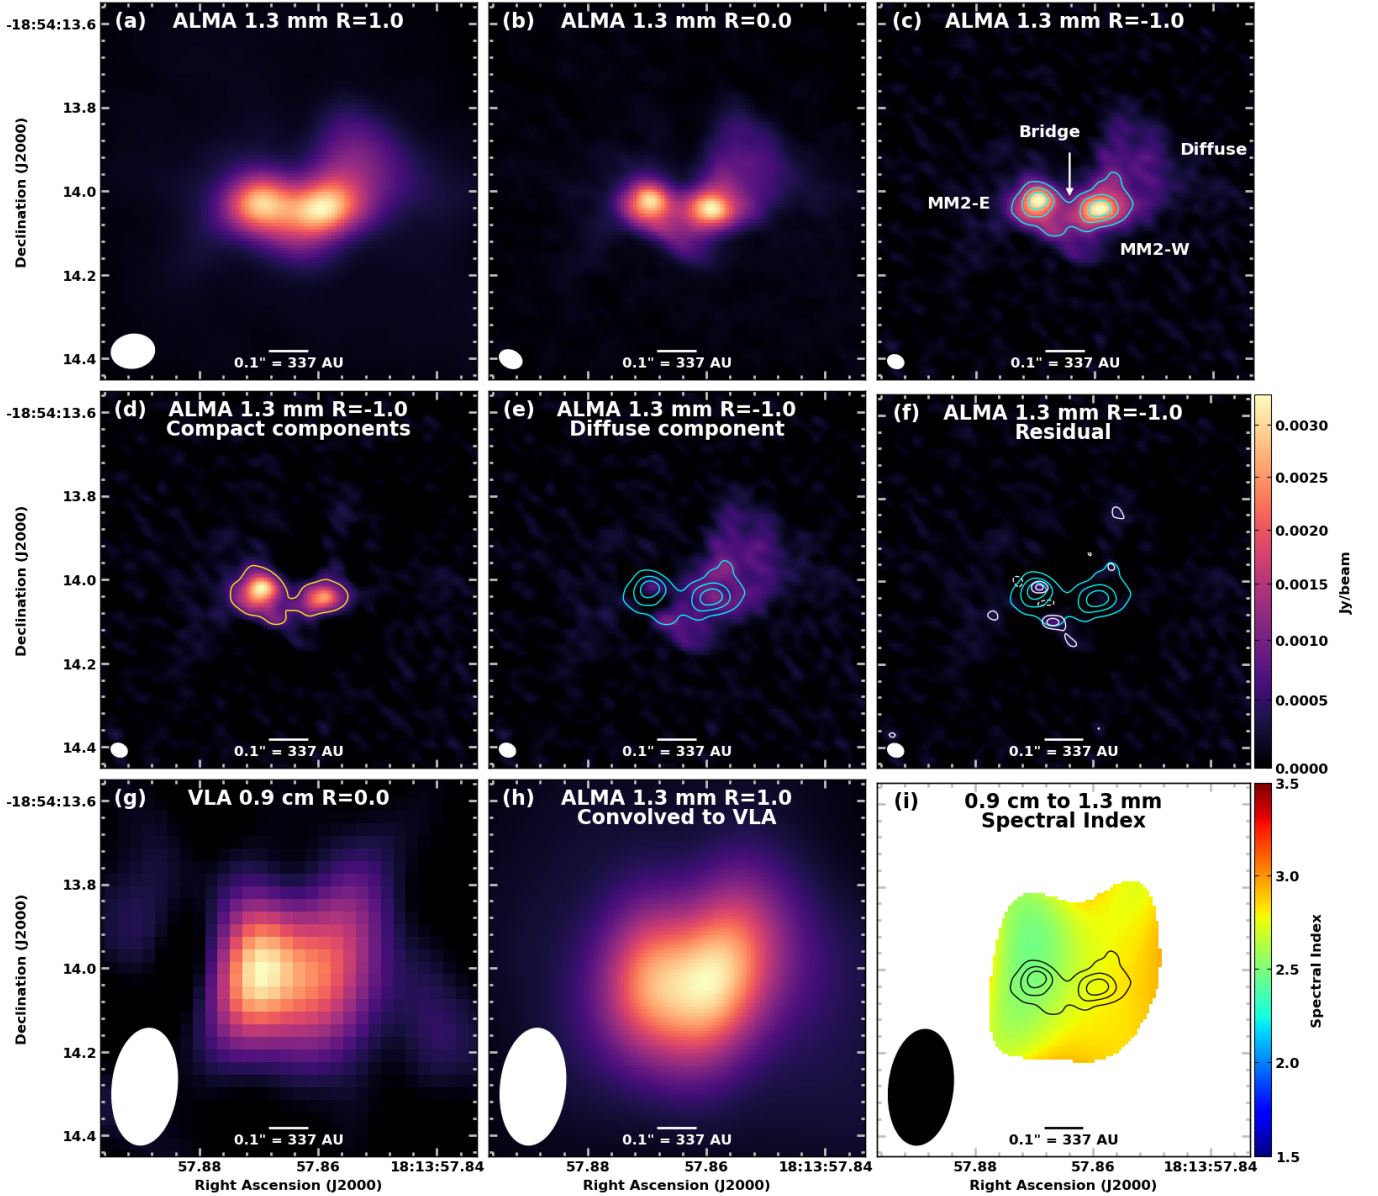 (a) ALMA 1.3 mm R=1.0
(b) ALMA 1.3 mm R=0.0
(c) ALMA 1.3 mm R=-1.0
-18:54:13.6
13.8
14.0
14.2
14.4
Declination (J2000)
0.1" = 337 AU
0.1" = 337 AU
Bridge
Diffuse
MM2-E
MM2-W
0.1" = 337 AU
(d) ALMA 1.3 mm R=-1.0
Compact components
(e) ALMA 1.3 mm R=-1.0
Diffuse component
(f) ALMA 1.3 mm R=-1.0
Residual
-18:54:13.6
13.8
14.0
14.2
14.4
Declination (J2000)
0.1" = 337 AU
0.1" = 337 AU
0.1" = 337 AU
0.0030
0.0025
0.0020
0.0015
0.0010
0.0005
0.0000
Jy/beam
(g) VLA 0.9 cm R=0.0
(h) ALMA 1.3 mm R=1.0
Convolved to VLA
(i) 0.9 cm to 1.3 mm
Spectral Index
-18:54:13.6
13.8
14.0
14.2
14.4
Declination (J2000)
0.1" = 337 AU
0.1" = 337 AU
0.1" = 337 AU
3.5
3.0
2.5
2.0
1.5
Spectral Index
57.88 57.86 18:13:57.84
57.88 57.86 18:13:57.84
57.88 57.86 18:13:57.84
Right Ascension (J2000)
Right Ascension (J2000)
Right Ascension (J2000)